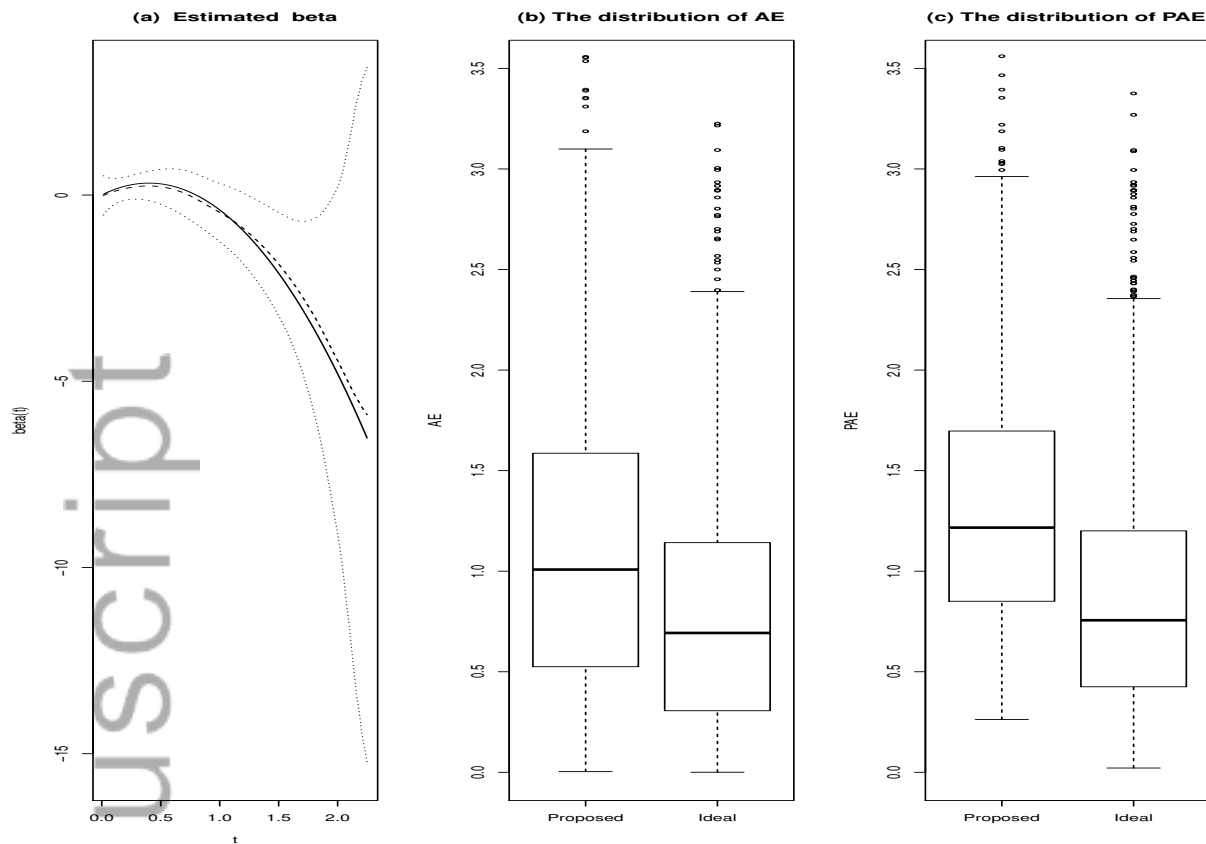 (a) Estimated beta
beta(t)
0
-5
-10
-15
0.0 0.5 1.0 1.5 2.0
t
(b) The distribution of AE
AE
3.5
3.0
2.5
2.0
1.5
1.0
0.5
0.0
Proposed Ideal
(c) The distribution of PAE
PAE
3.5
3.0
2.5
2.0
1.5
1.0
0.5
0.0
Proposed Ideal
uscript